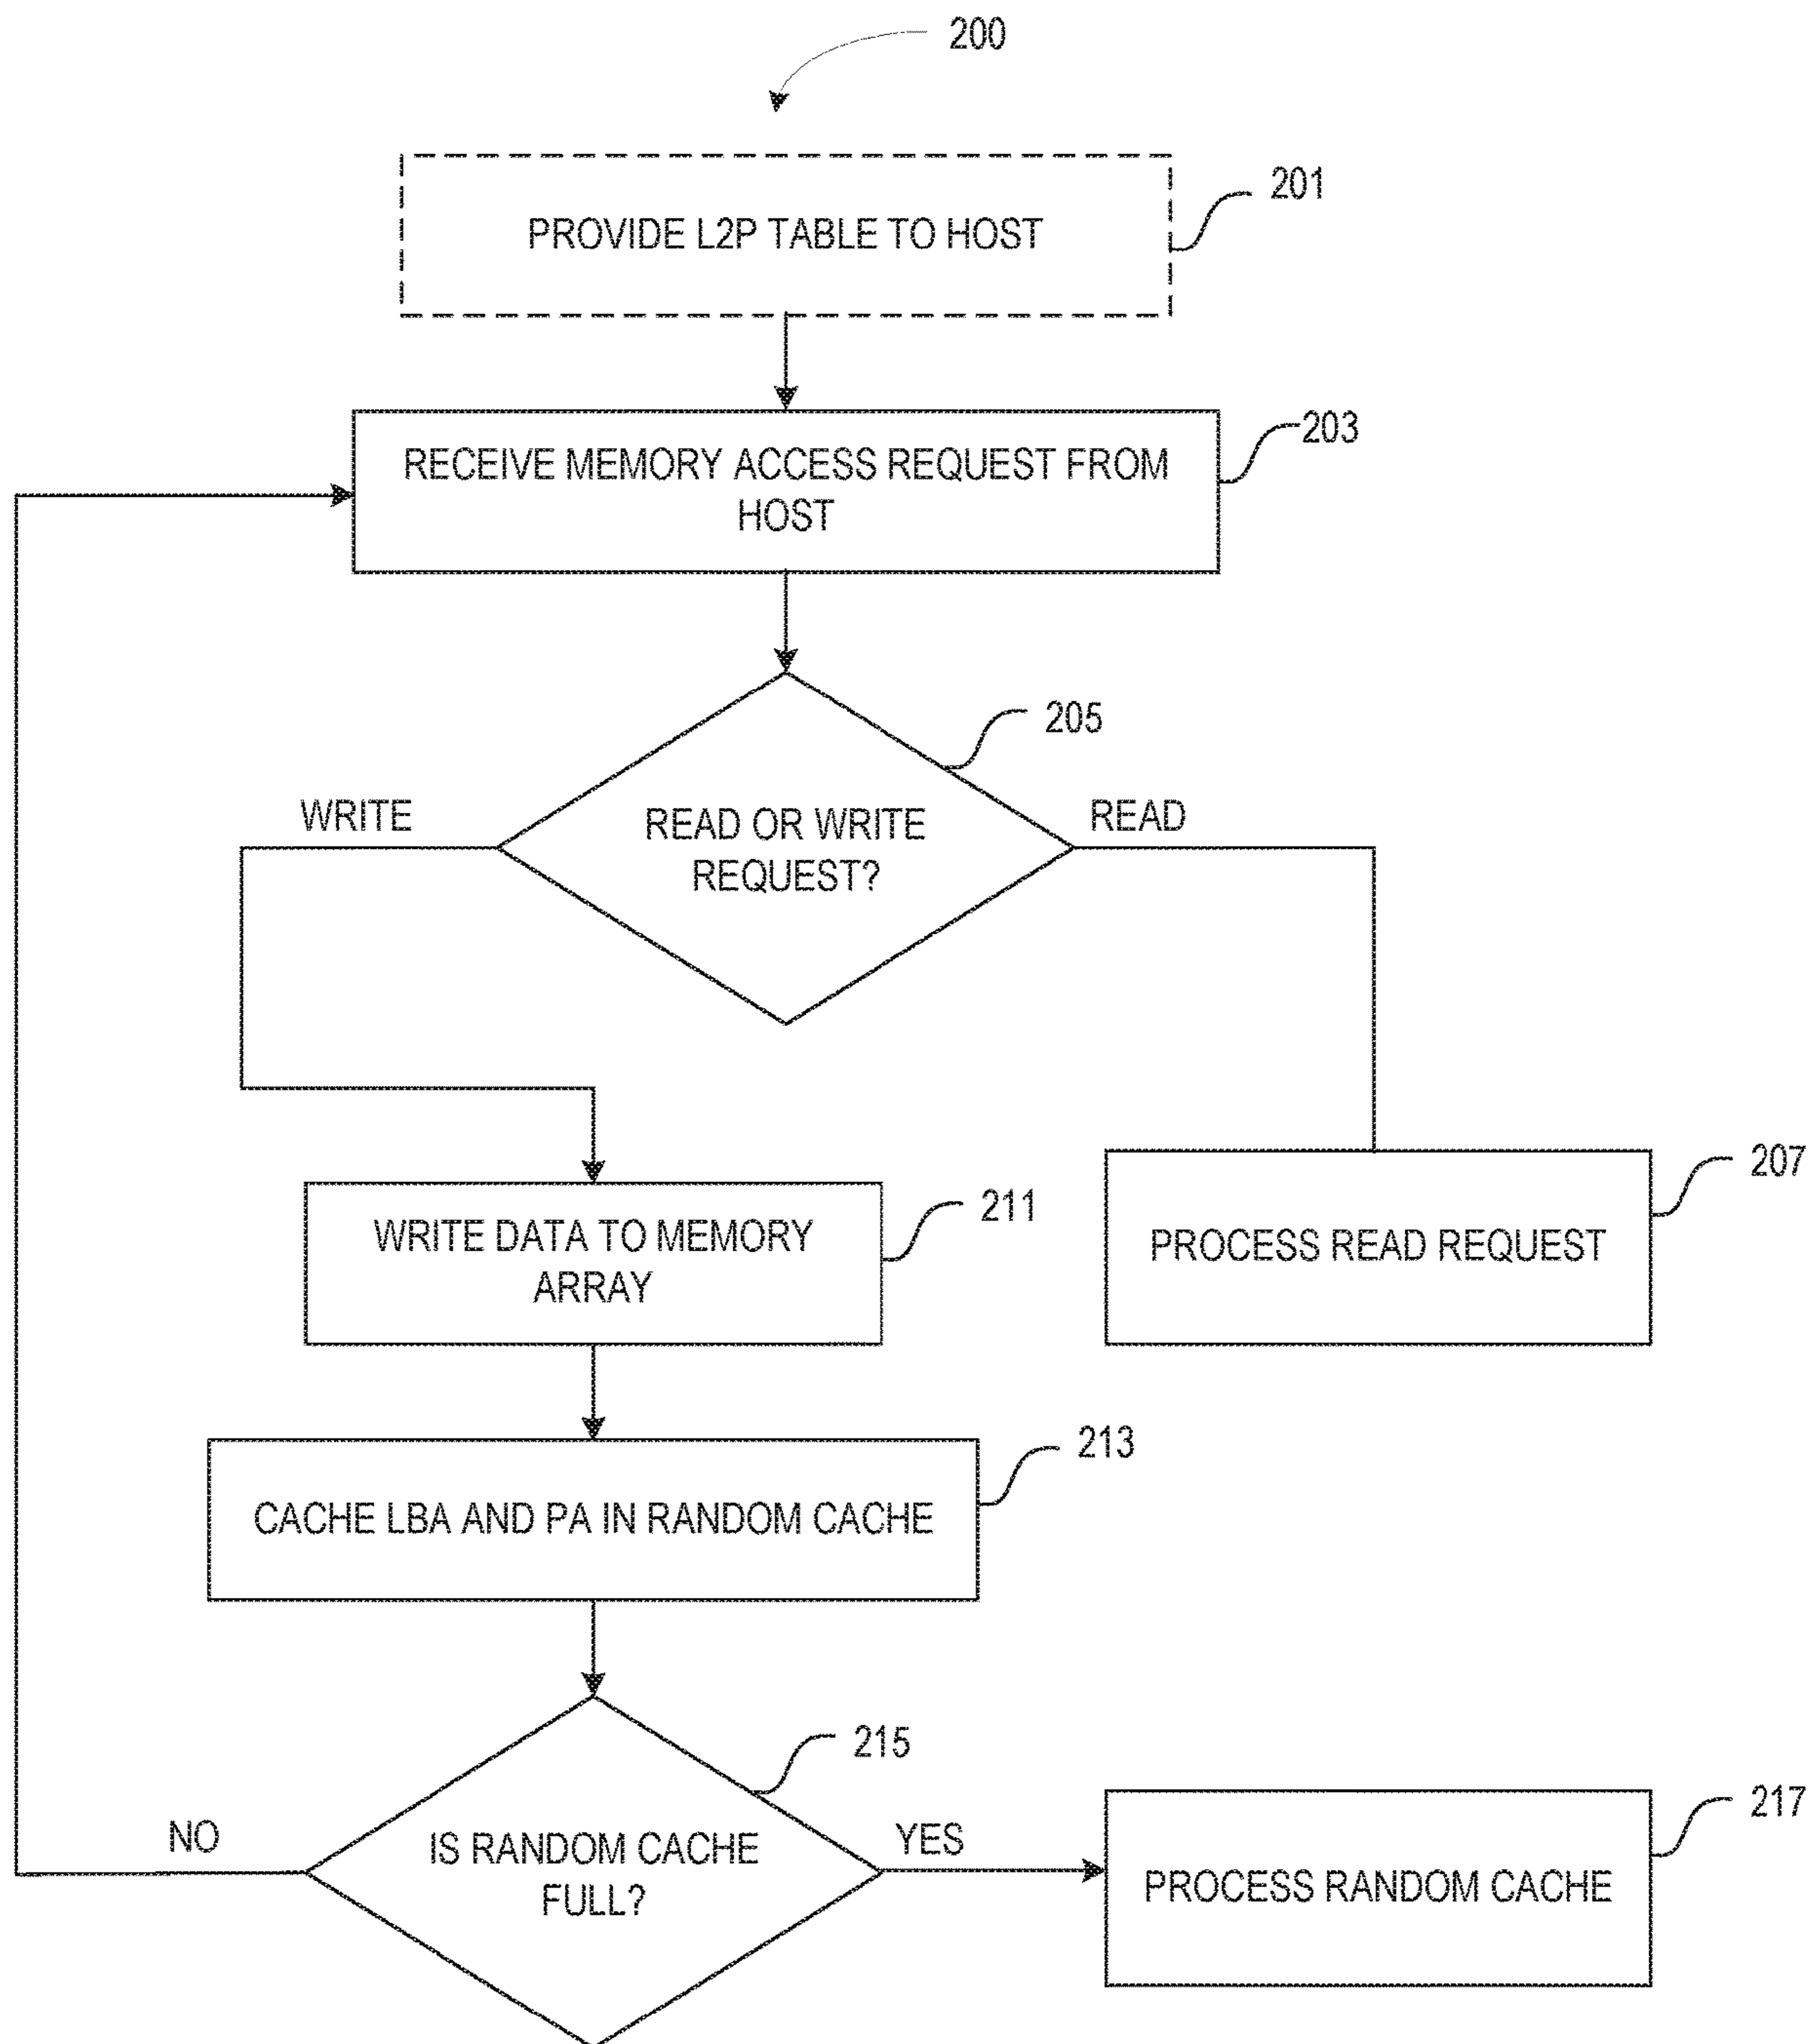 200
PROVIDE L2P TABLE TO HOST
201
RECEIVE MEMORY ACCESS REQUEST FROM
HOST
203
205
WRITE
READ OR WRITE
REQUEST?
READ
207
PROCESS READ REQUEST
211
WRITE DATA TO MEMORY
ARRAY
213
CACHE LBA AND PA IN RANDOM CACHE
215
NO
IS RANDOM CACHE
FULL?
YES
217
PROCESS RANDOM CACHE